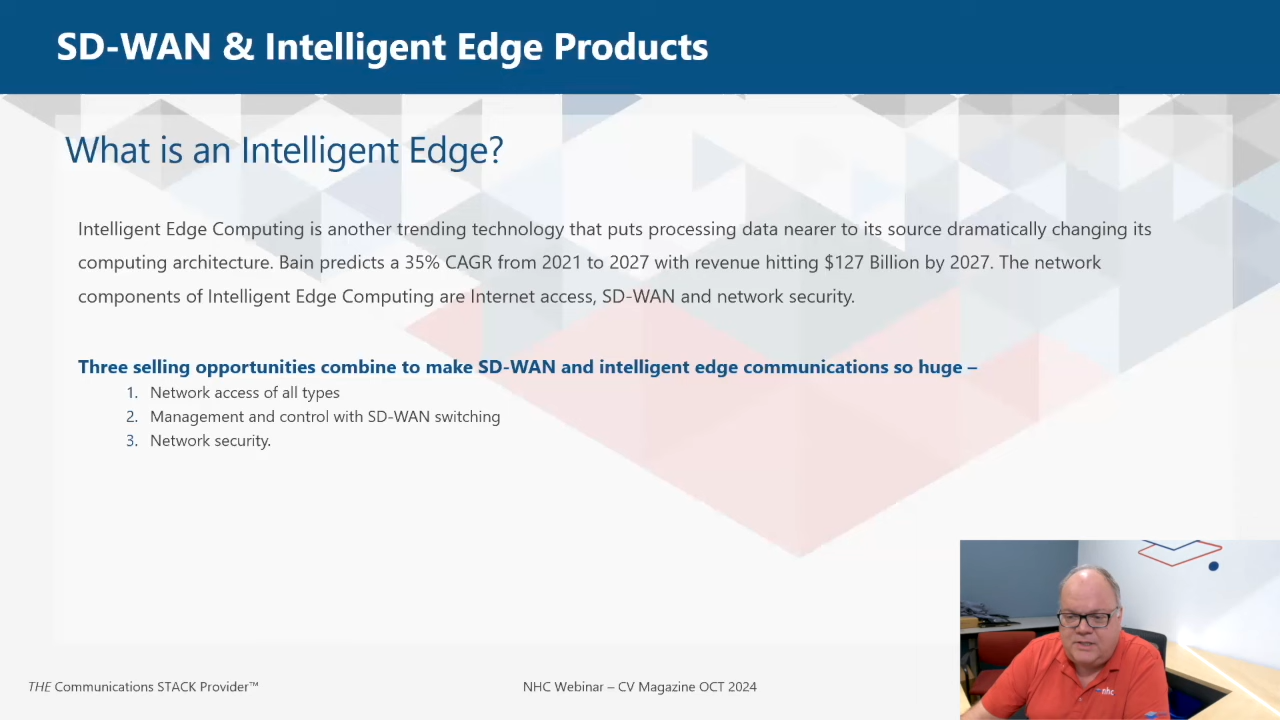 SD-WAN & Intelligent Edge Products
What is an Intelligent Edge?
Intelligent Edge Computing is another trending technology that puts processing data nearer to its source dramatically changing its
computing architecture. Bain predicts a 35% CAGR from 2021 to 2027 with revenue hitting $127 Billion by 2027. The network
components of Intelligent Edge Computing are Internet access, SD-WAN and network security.
Three selling opportunities combine to make SD-WAN and intelligent edge communications so huge –
1. Network access of all types
2. Management and control with SD-WAN switching
3. Network security.
nhc
THE Communications STACK Provider™
NHC Webinar – CV Magazine OCT 2024